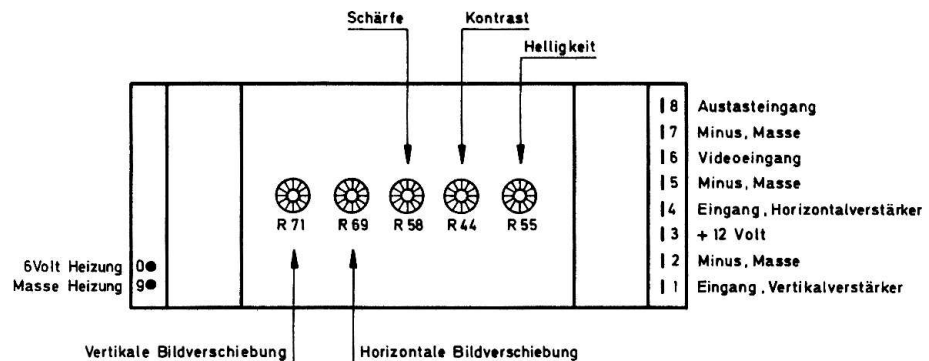 Schärfe
Kontrast
Helligkeit
8 Austasteingang
7 Minus, Masse
6 Videoeingang
5 Minus, Masse
4 Eingang, Horizontalverstärker
3 + 12 Volt
2 Minus, Masse
1 Eingang, Vertikalverstärker
R 71 R 69 R 58 R 44 R 55
6Volt Heizung 0
Masse Heizung 9
Vertikale Bildverschiebung
Horizontale Bildverschiebung